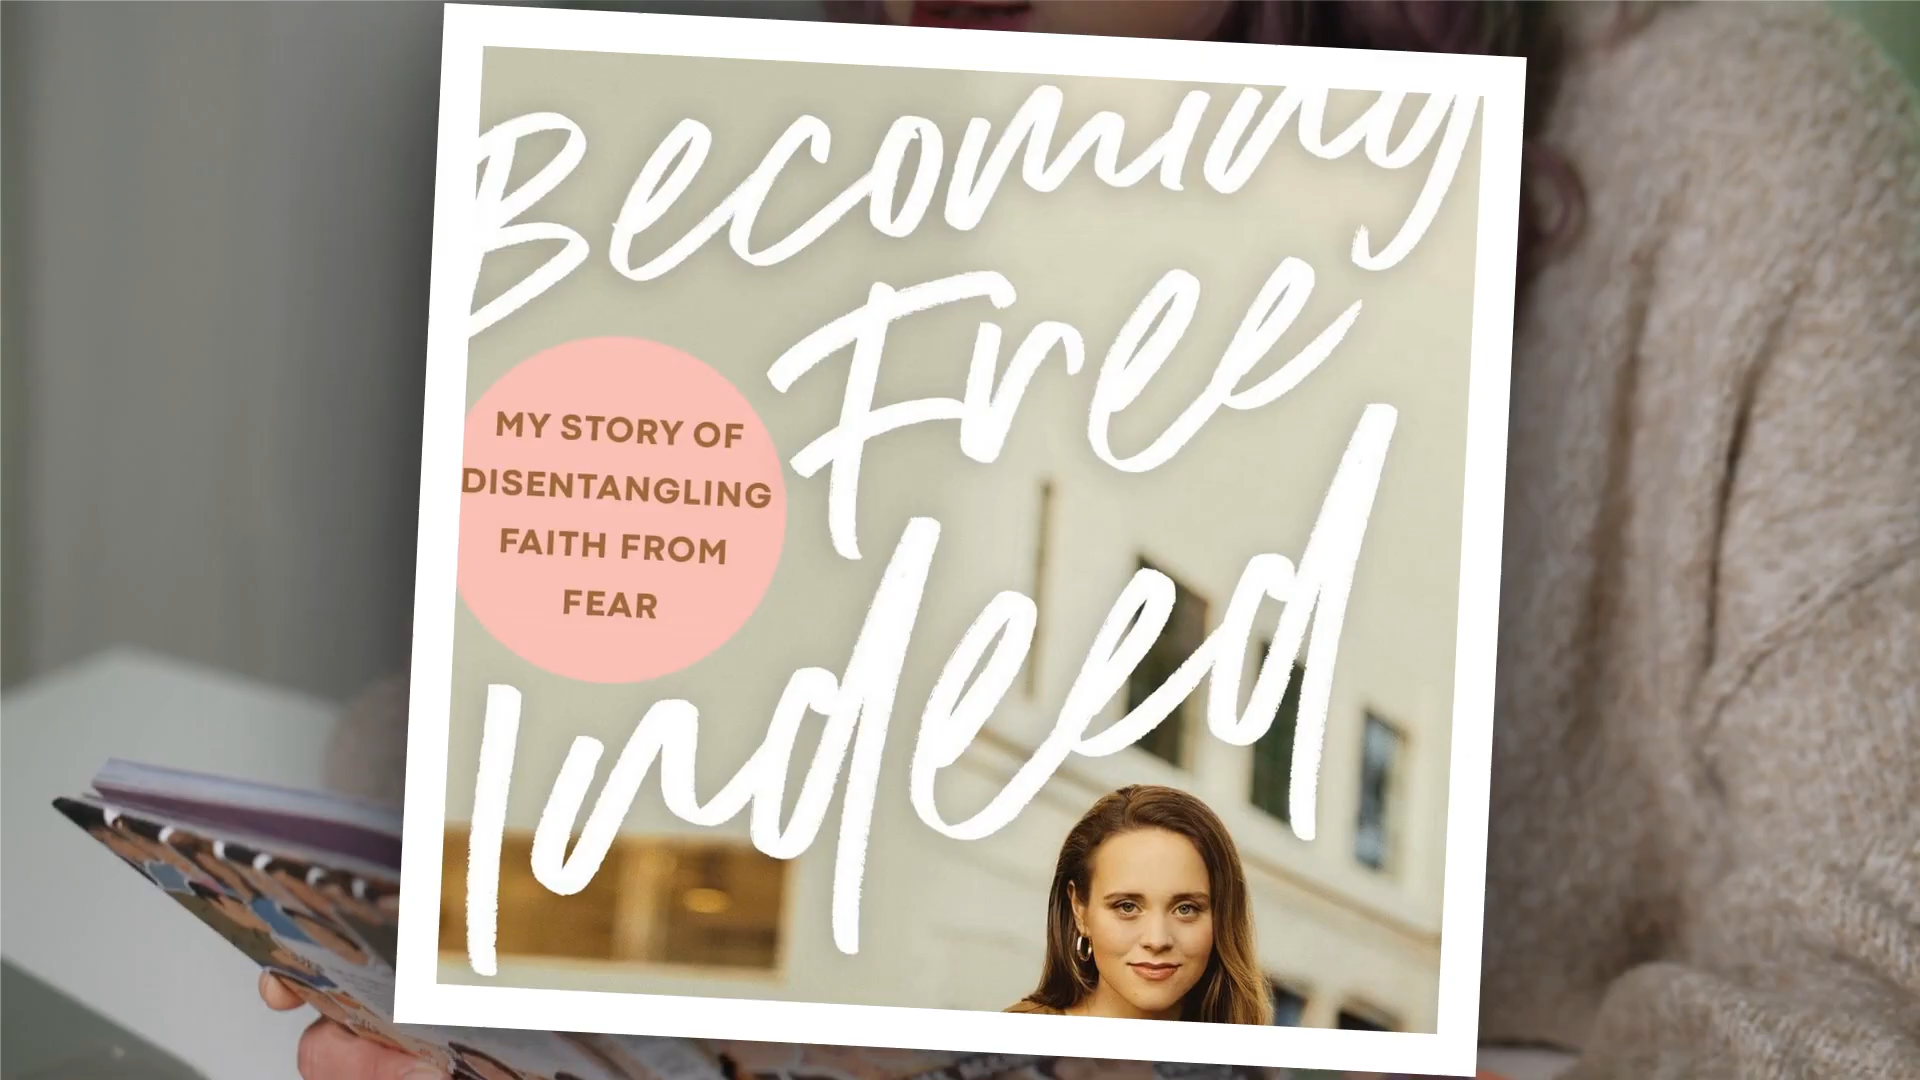 Becoming
Free
Indeed
MY STORY OF
DISENTANGLING
FAITH FROM
FEAR